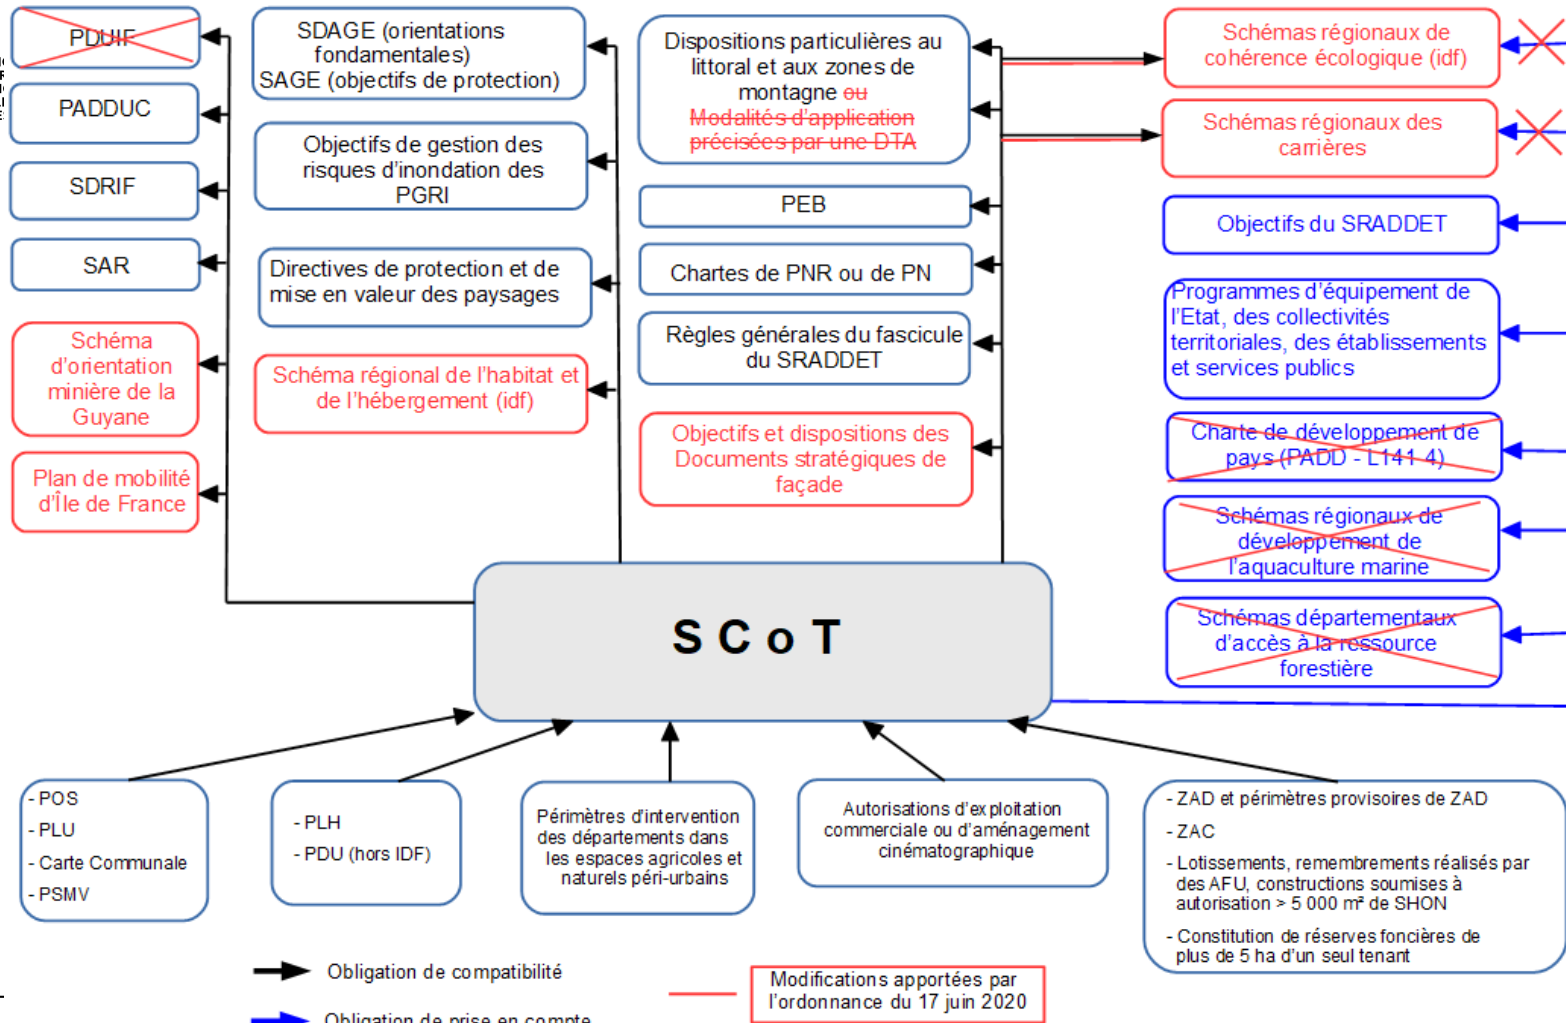 PDUIF
PADDUC
SDRIF
SAR
Schéma
d'orientation
minière de la
Guyane
Plan de mobilité
d'Île de France
SDAGE (orientations
fondamentales)
SAGE (objectifs de protection)
Objectifs de gestion des
risques d'inondation des
PGRI
Directives de protection et de
mise en valeur des paysages
Schéma régional de l'habitat et
de l'hébergement (idf)
Dispositions particulières au
littoral et aux zones de
montagne ou
Modalités d'application
précisées par une DTA
PEB
Chartes de PNR ou de PN
Règles générales du fascicule
du SRADDET
Objectifs et dispositions des
Documents stratégiques de
façade
Schémas régionaux de
cohérence écologique (idf)
Schémas régionaux des
carrières
Objectifs du SRADDET
Programmes d'équipement de
l'Etat, des collectivités
territoriales, des établissements
et services publics
Charte de développement de
pays (PADD - L141-4)
Schémas régionaux de
développement de
l'aquaculture marine
Schémas départementaux
d'accès à la ressource
forestière
S C o T
- POS
- PLU
- Carte Communale
- PSMV
- PLH
- PDU (hors IDF)
Périmètres d'intervention
des départements dans
les espaces agricoles et
naturels péri-urbains
Autorisations d'exploitation
commerciale ou d'aménagement
cinématographique
- ZAD et périmètres provisoires de ZAD
- ZAC
- Lotissements, remembrements réalisés par
des AFU, constructions soumises à
autorisation > 5 000 m² de SHON
- Constitution de réserves foncières de
plus de 5 ha d'un seul tenant
Obligation de compatibilité
Obligation de prise en compte
Modifications apportées par
l'ordonnance du 17 juin 2020